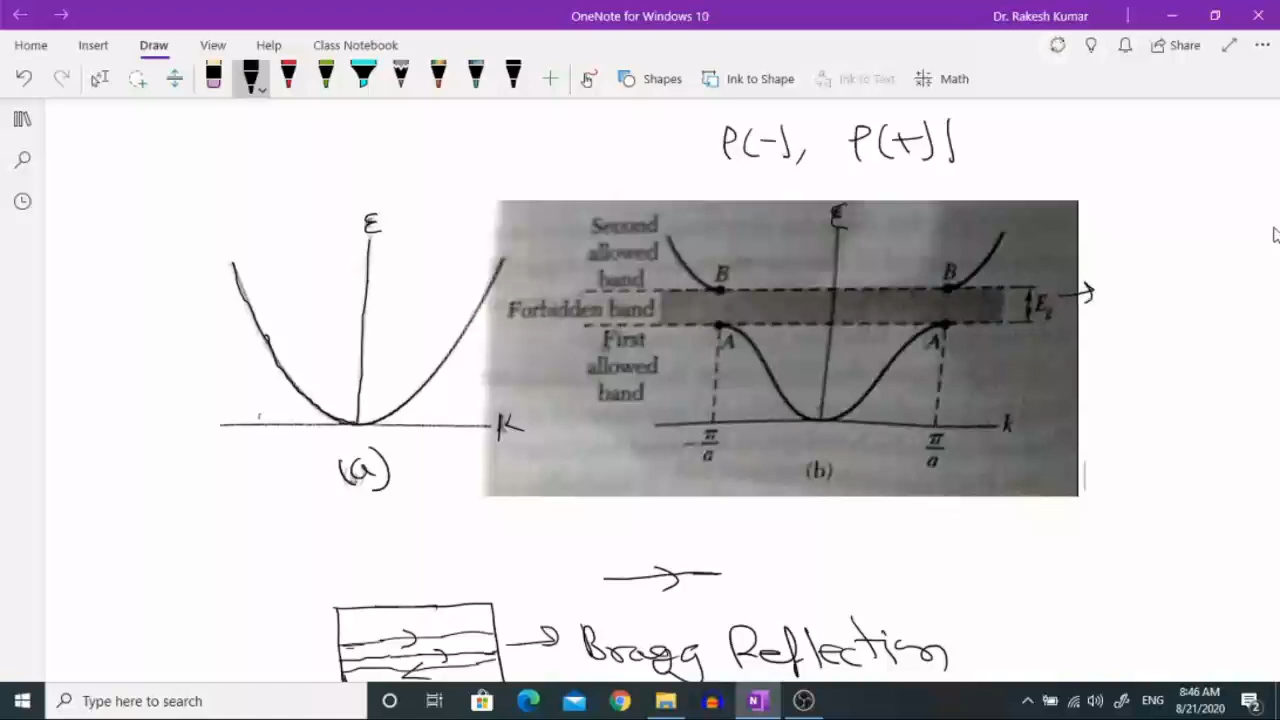 OneNote for Windows 10
Dr. Rakesh Kumar
Home Insert Draw View Help Class Notebook Share
Shapes Ink to Shape Ink to Text Math
ρ(-), ρ(+)
ε
K
(a)
Second
allowed
band
Forbidden band
First
allowed
band
ε
B B
E_g
A A
k
-π/a π/a
(b)
Bragg Reflection
Type here to search
ENG
8:46 AM
8/21/2020
2